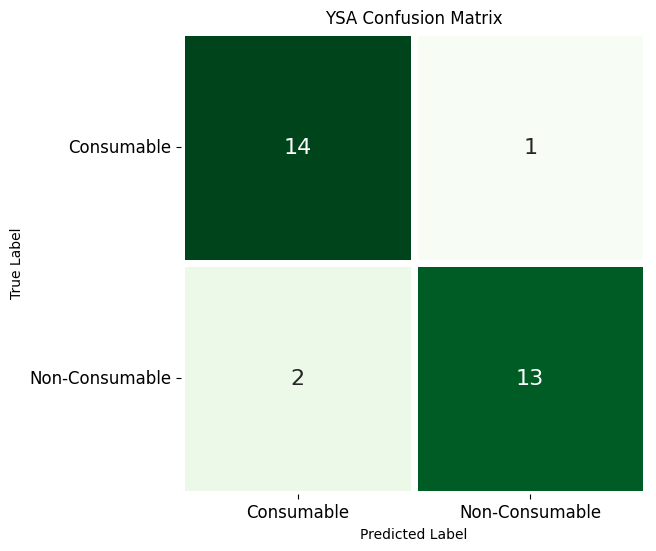 YSA Confusion Matrix
True Label
Consumable
14
1
Non-Consumable
2
13
Consumable
Non-Consumable
Predicted Label